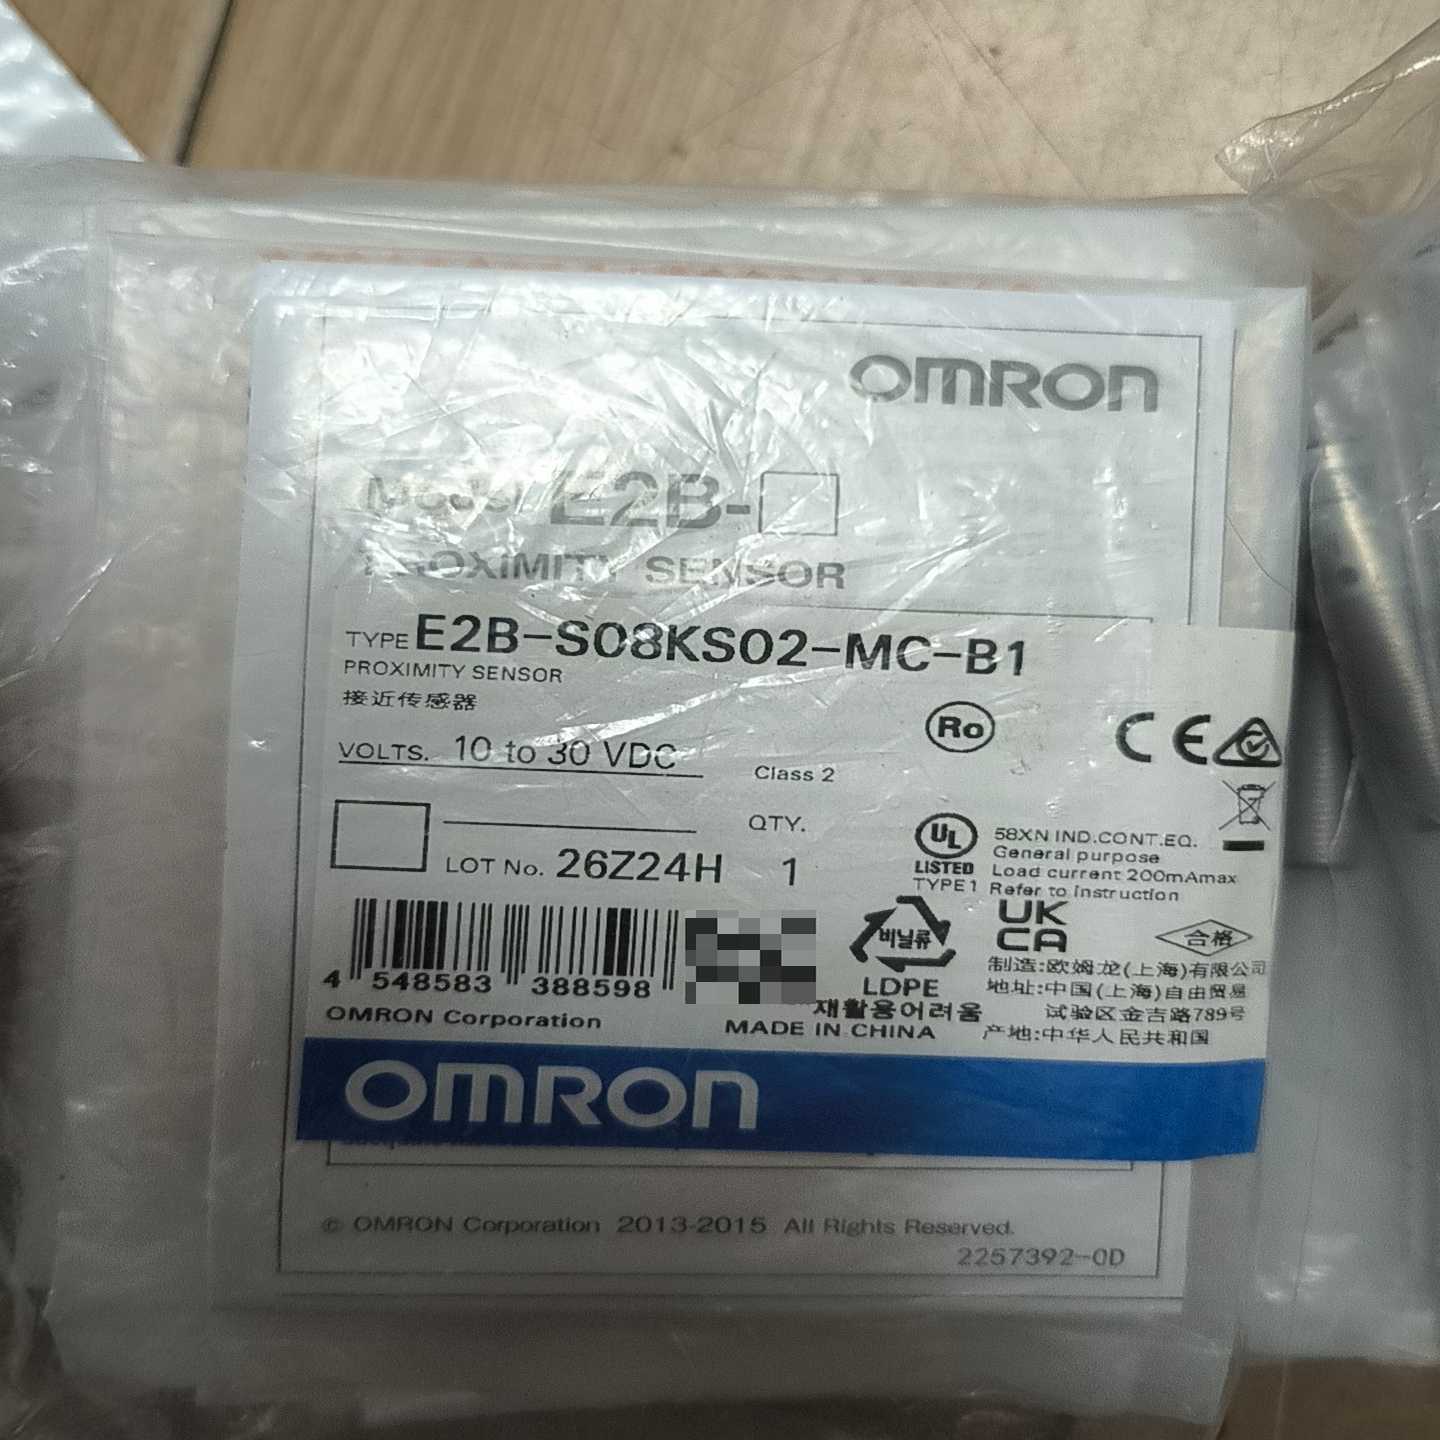 OMRON
Model E2B-
PROXIMITY SENSOR
TYPE E2B-S08KS02-MC-B1
PROXIMITY SENSOR
接近传感器
VOLTS. 10 to 30 VDC
Class 2
Ro
CE
QTY.
LOT No. 26Z24H 1
UL
LISTED
TYPE1
58XN IND.CONT.EQ.
General purpose
Load current 200mAmax
Refer to instruction
4 548583 388598
비닐류
LDPE
재활용어려움
UK
CA
合格
制造:欧姆龙(上海)有限公司
地址:中国(上海)自由贸易
试验区金吉路789号
产地:中华人民共和国
OMRON Corporation
MADE IN CHINA
OMRON
© OMRON Corporation 2013-2015 All Rights Reserved.
2257392-0D